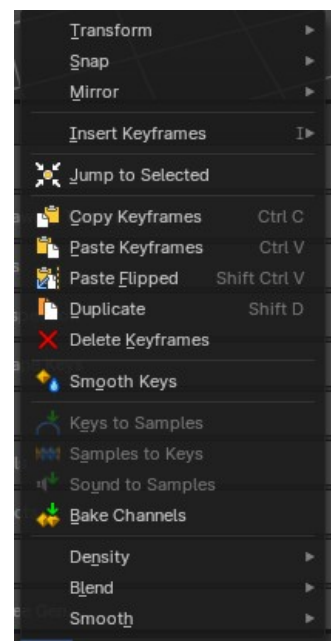 Transform
Snap
Mirror
Insert Keyframes I
Jump to Selected
Copy Keyframes Ctrl C
Paste Keyframes Ctrl V
Paste Flipped Shift Ctrl V
Duplicate Shift D
Delete Keyframes
Smooth Keys
Keys to Samples
Samples to Keys
Sound to Samples
Bake Channels
Density
Blend
Smooth